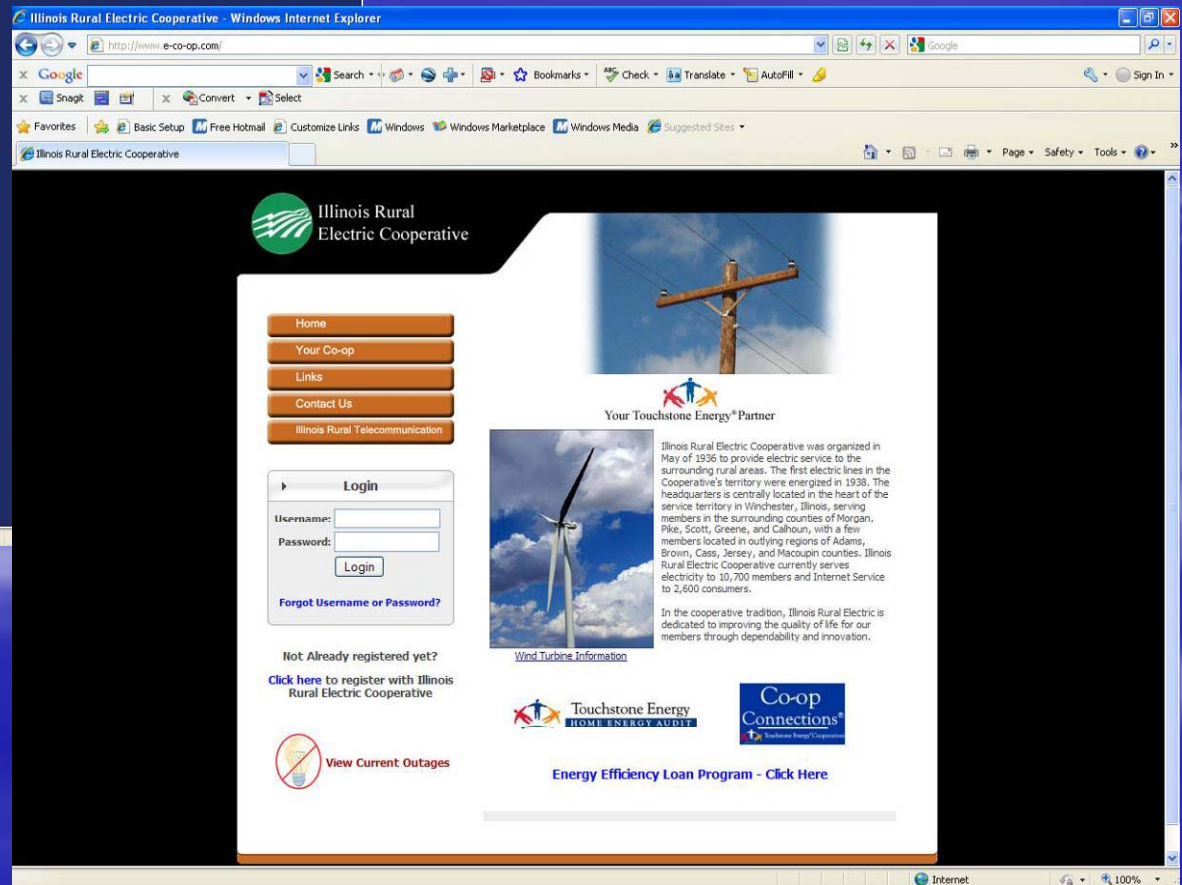 Illinois Rural Electric Cooperative - Windows Internet Explorer
http://www.e-co-op.com/
Google
x Google Search Bookmarks Check Translate AutoFill Sign In
x Snagit x Convert Select
Favorites Basic Setup Free Hotmail Customize Links Windows Windows Marketplace Windows Media Suggested Sites
Illinois Rural Electric Cooperative
Page Safety Tools
Illinois Rural
Electric Cooperative
Home
Your Co-op
Links
Contact Us
Illinois Rural Telecommunication
Login
Username:
Password:
Login
Forgot Username or Password?
Not Already registered yet?
Click here to register with Illinois
Rural Electric Cooperative
View Current Outages
Your Touchstone Energy® Partner
Illinois Rural Electric Cooperative was organized in
May of 1936 to provide electric service to the
surrounding rural areas. The first electric lines in the
Cooperative's territory were energized in 1938. The
headquarters is centrally located in the heart of the
service territory in Winchester, Illinois, serving
members in the surrounding counties of Morgan,
Pike, Scott, Greene, and Calhoun, with a few
members located in outlying regions of Adams,
Brown, Cass, Jersey, and Macoupin counties. Illinois
Rural Electric Cooperative currently serves
electricity to 10,700 members and Internet Service
to 2,600 consumers.
In the cooperative tradition, Illinois Rural Electric is
dedicated to improving the quality of life for our
members through dependability and innovation.
Wind Turbine Information
Touchstone Energy
HOME ENERGY AUDIT
Co-op
Connections®
Touchstone Energy® Cooperatives
Energy Efficiency Loan Program - Click Here
Internet
100%